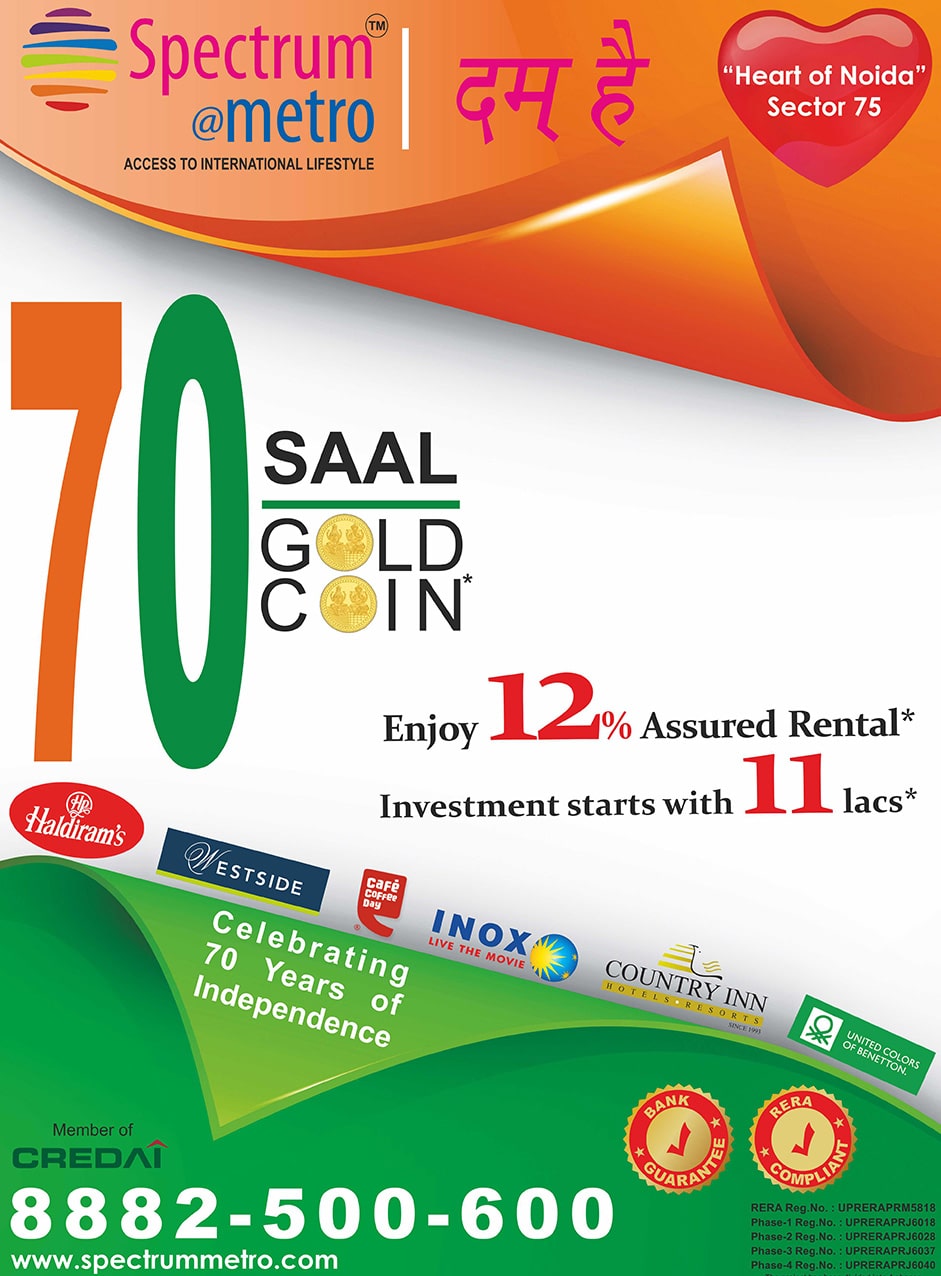 Spectrum™
@metro
ACCESS TO INTERNATIONAL LIFESTYLE
दम् है
“Heart of Noida”
Sector 75
70
SAAL
GOLD
COIN*
Enjoy 12% Assured Rental*
Investment starts with 11 lacs*
HR
Haldiram's
WESTSIDE
Café
Coffee
Day
®
INOX
LIVE THE MOVIE
COUNTRY INN
HOTELS • RESORTS
SINCE 1993
UNITED COLORS
OF BENETTON.
Celebrating
70 Years of
Independence
BANK
GUARANTEE
RERA
COMPLIANT
Member of
CREDAI
8882-500-600
www.spectrummetro.com
RERA Reg.No. : UPRERAPRM5818
Phase-1 Reg.No. : UPRERAPRJ6018
Phase-2 Reg.No. : UPRERAPRJ6028
Phase-3 Reg.No. : UPRERAPRJ6037
Phase-4 Reg.No. : UPRERAPRJ6040